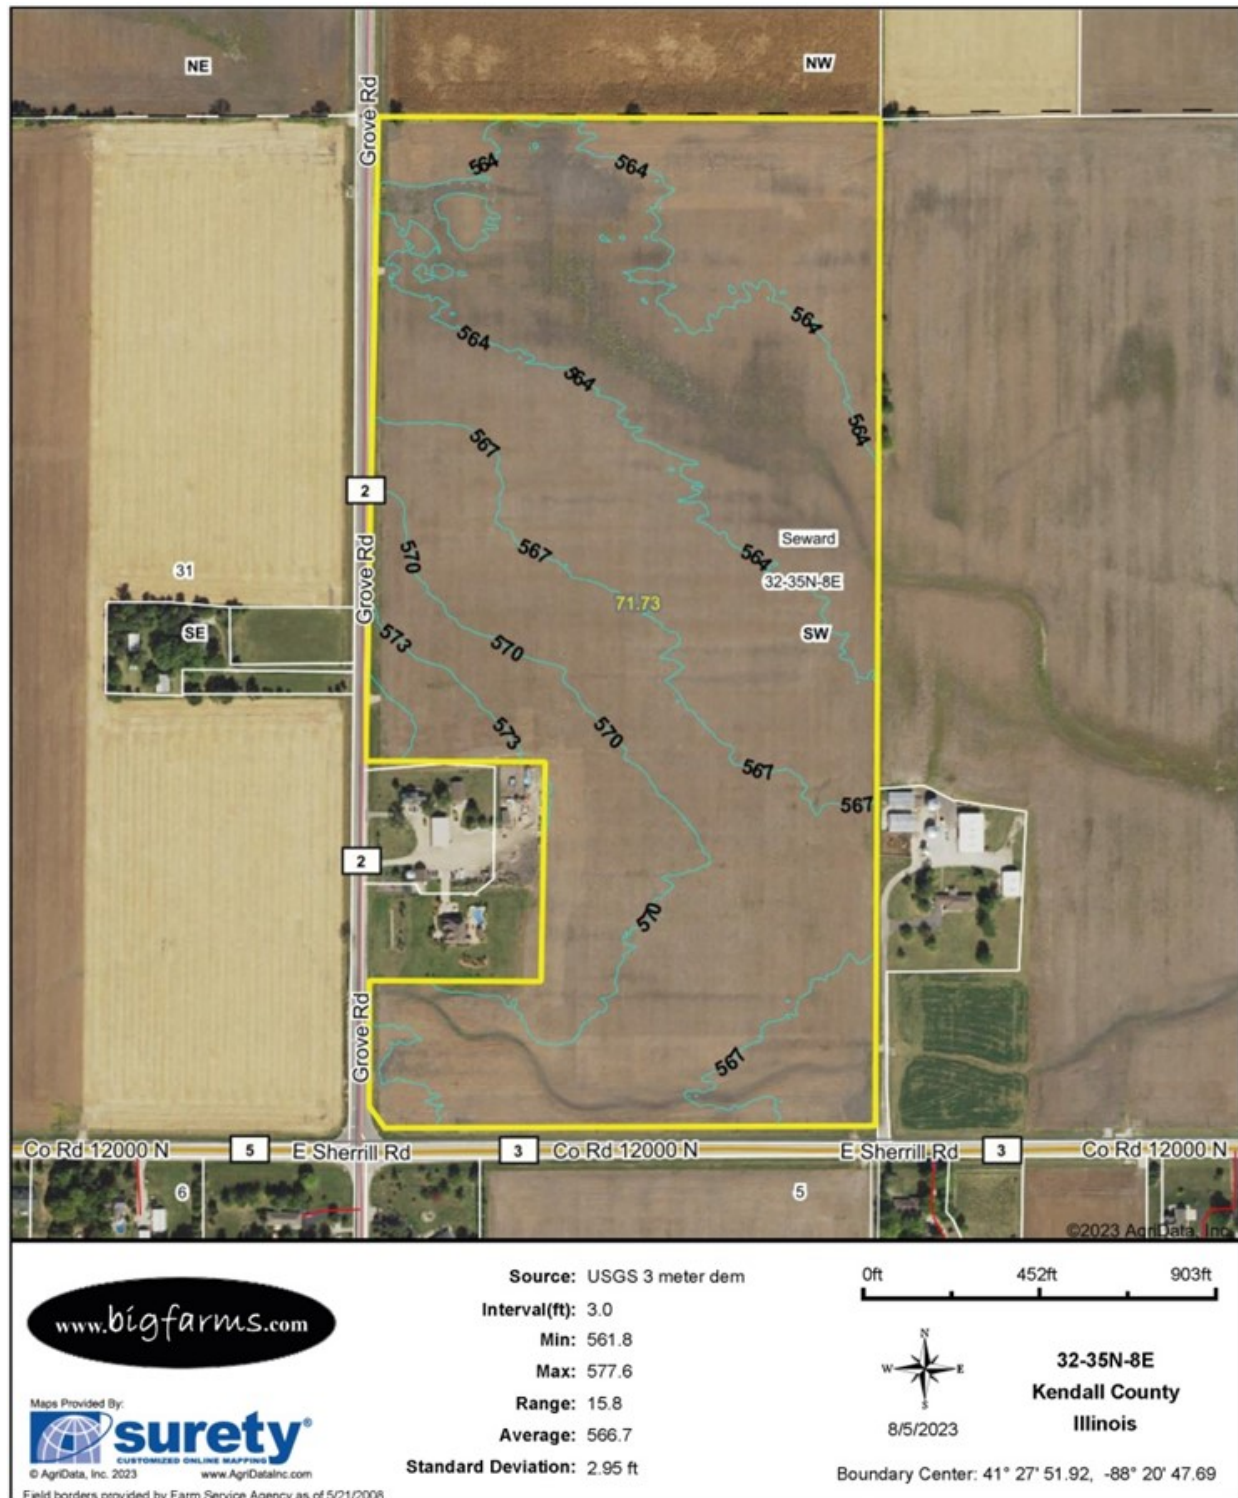 NE
NW
Grove Rd
564
564
564
564
564
564
567
2
570
567
Grove Rd
564
Seward
31
32-35N-8E
71.73
SE
573
570
SW
573
570
567
567
2
570
Grove Rd
567
Co Rd 12000 N
5
E Sherrill Rd
3
Co Rd 12000 N
E Sherrill Rd
3
Co Rd 12000 N
6
5
©2023 AgriData, Inc.
www.bigfarms.com
Maps Provided By:
surety®
CUSTOMIZED ONLINE MAPPING
© AgriData, Inc. 2023
www.AgriDataInc.com
Field borders provided by Farm Service Agency as of 5/21/2008.
Source: USGS 3 meter dem
Interval(ft): 3.0
Min: 561.8
Max: 577.6
Range: 15.8
Average: 566.7
Standard Deviation: 2.95 ft
0ft 452ft 903ft
N
W E
S
8/5/2023
32-35N-8E
Kendall County
Illinois
Boundary Center: 41° 27' 51.92, -88° 20' 47.69